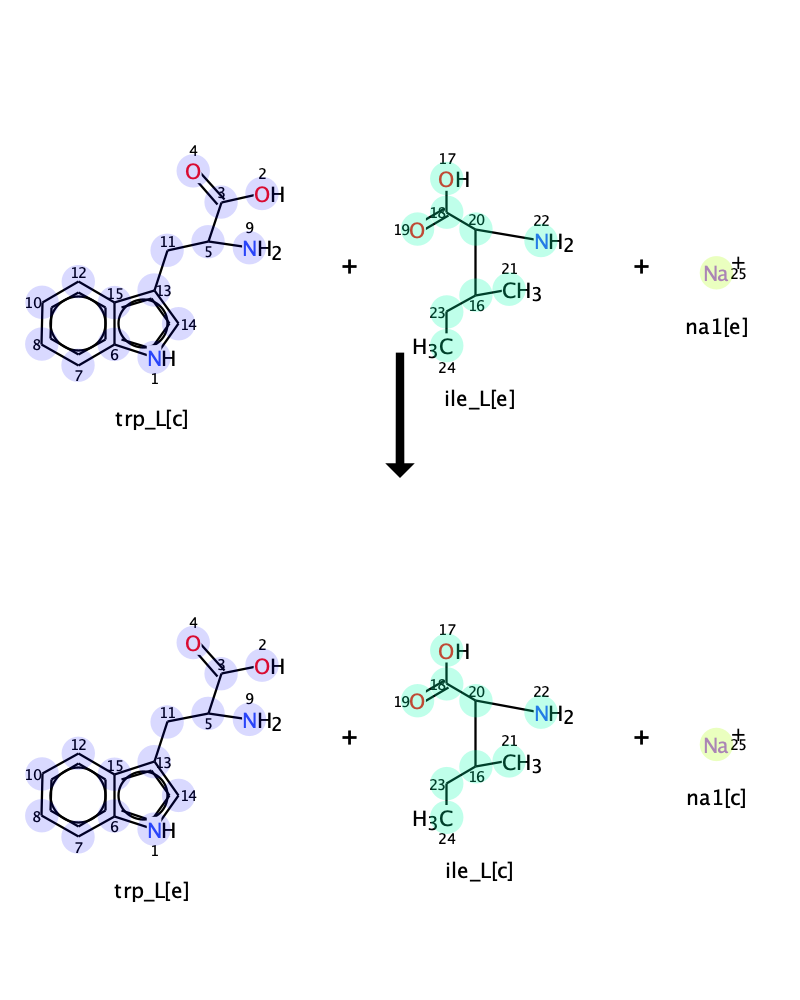 4
O
3
2
OH
9
NH2
5
11
13
12
15
10
14
8
6
7
NH
1
trp_L[c]
+
17
OH
18
19
O
20
22
NH2
21
CH3
16
23
H3C
24
ile_L[e]
+
Na+
25
na1[e]
4
O
3
2
OH
9
NH2
5
11
13
12
15
10
14
8
6
7
NH
1
trp_L[e]
+
17
OH
18
19
O
20
22
NH2
21
CH3
16
23
H3C
24
ile_L[c]
+
Na+
25
na1[c]